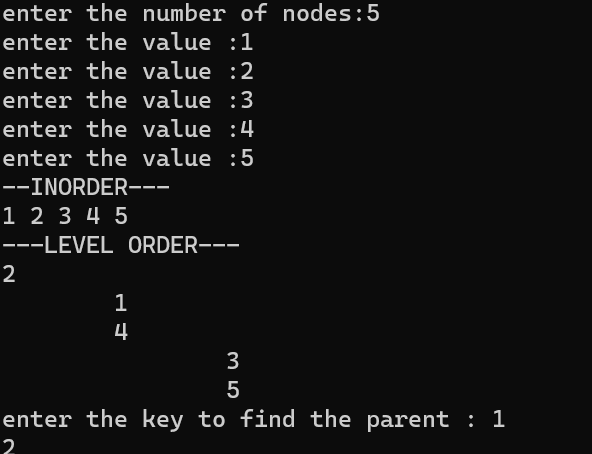 enter the number of nodes:5
enter the value :1
enter the value :2
enter the value :3
enter the value :4
enter the value :5
--INORDER---
1 2 3 4 5
---LEVEL ORDER---
2
1
4
3
5
enter the key to find the parent : 1
2